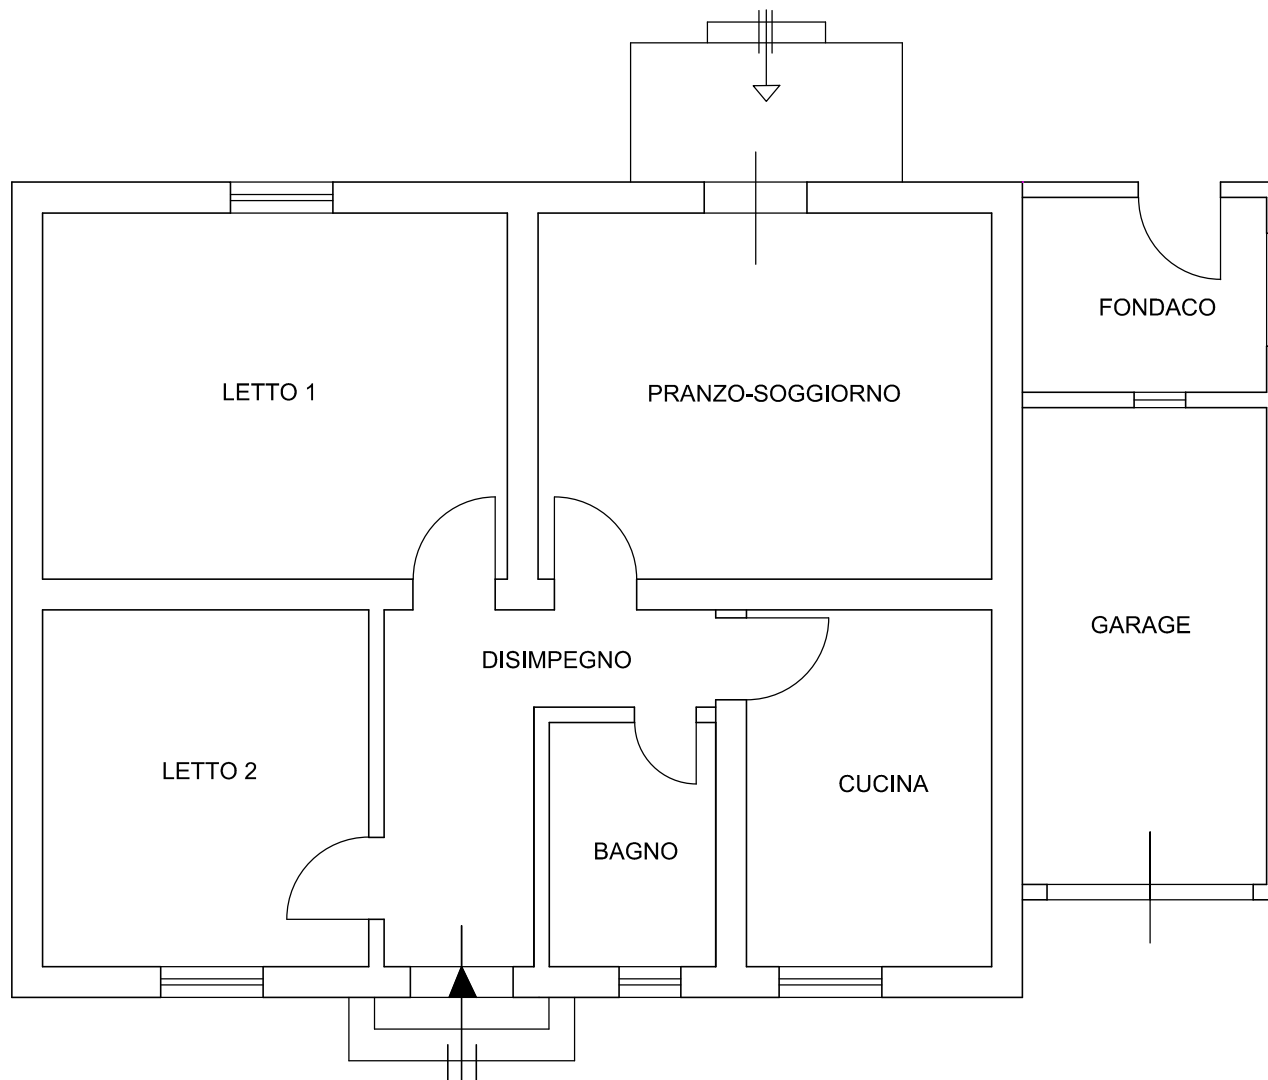 FONDACO
LETTO 1
PRANZO-SOGGIORNO
GARAGE
DISIMPEGNO
LETTO 2
CUCINA
BAGNO